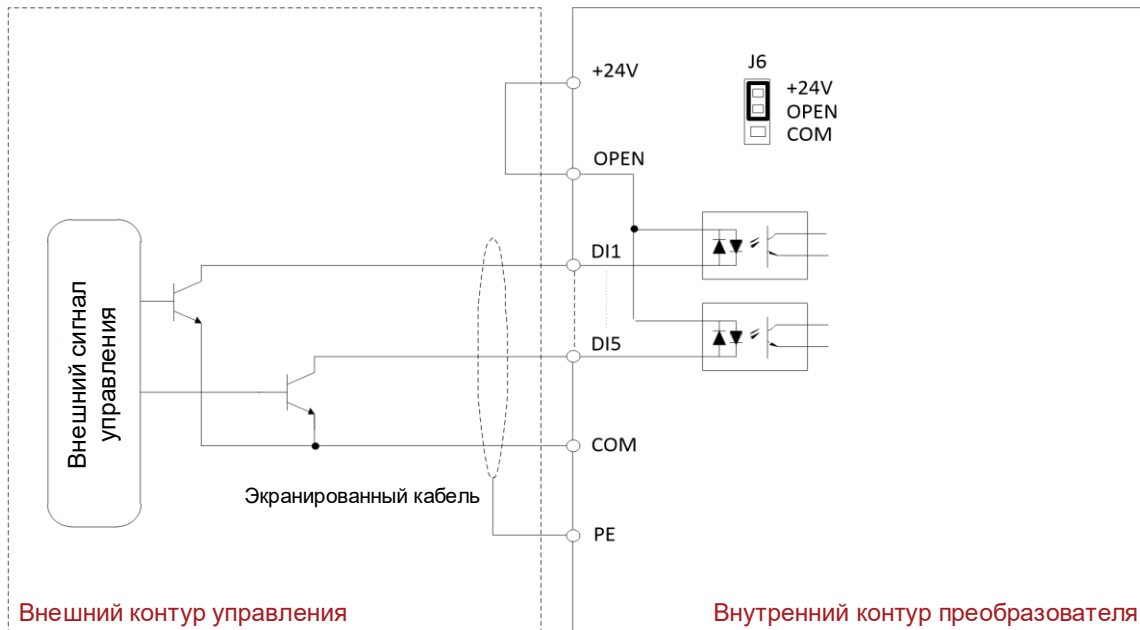 +24V
J6
+24V
OPEN
COM
OPEN
DI1
DI5
COM
PE
Внешний сигнал
управления
Экранированный кабель
Внешний контур управления
Внутренний контур преобразователя